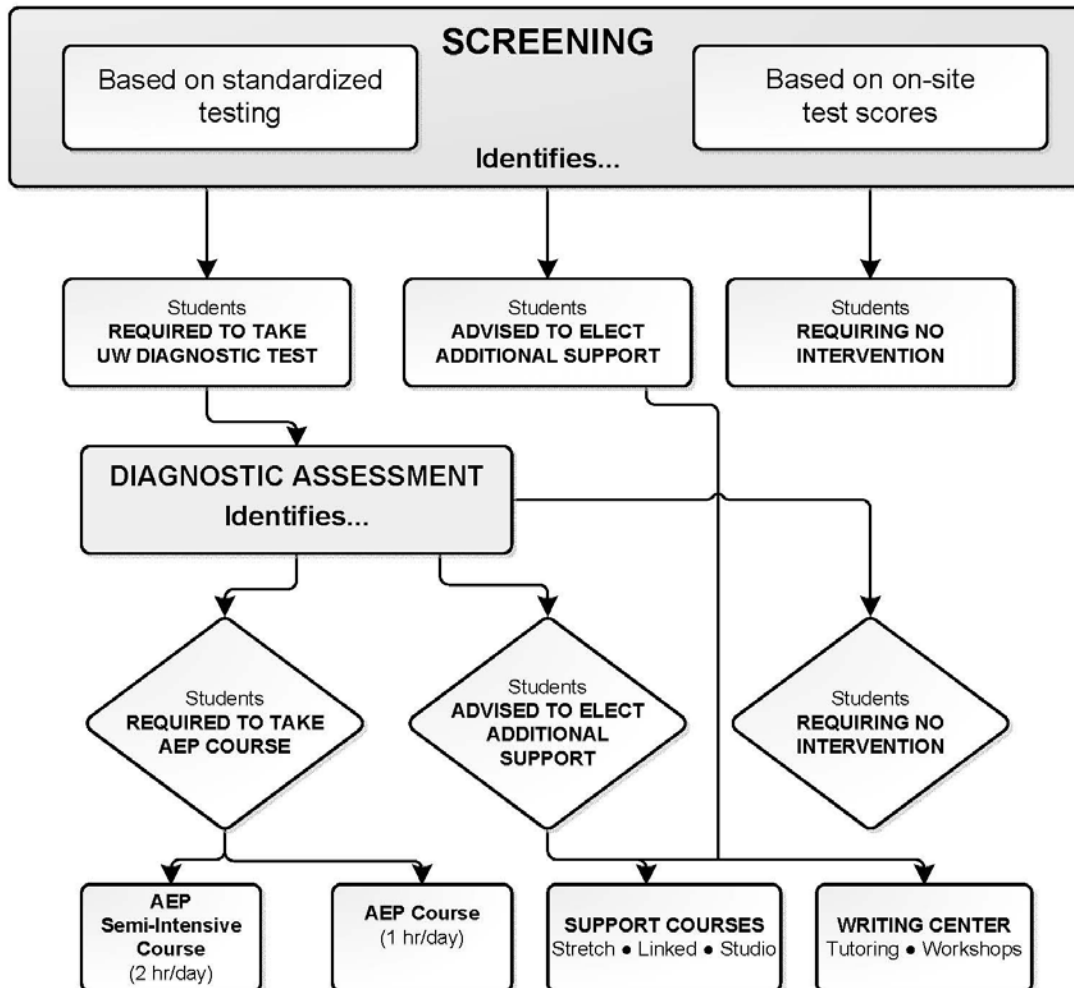 SCREENING
Based on standardized
testing
Based on on-site
test scores
Identifies...
Students
REQUIRED TO TAKE
UW DIAGNOSTIC TEST
Students
ADVISED TO ELECT
ADDITIONAL SUPPORT
Students
REQUIRING NO
INTERVENTION
DIAGNOSTIC ASSESSMENT
Identifies...
Students
REQUIRED TO TAKE
AEP COURSE
Students
ADVISED TO ELECT
ADDITIONAL
SUPPORT
Students
REQUIRING NO
INTERVENTION
AEP
Semi-Intensive
Course
(2 hr/day)
AEP Course
(1 hr/day)
SUPPORT COURSES
Stretch ● Linked ● Studio
WRITING CENTER
Tutoring ● Workshops